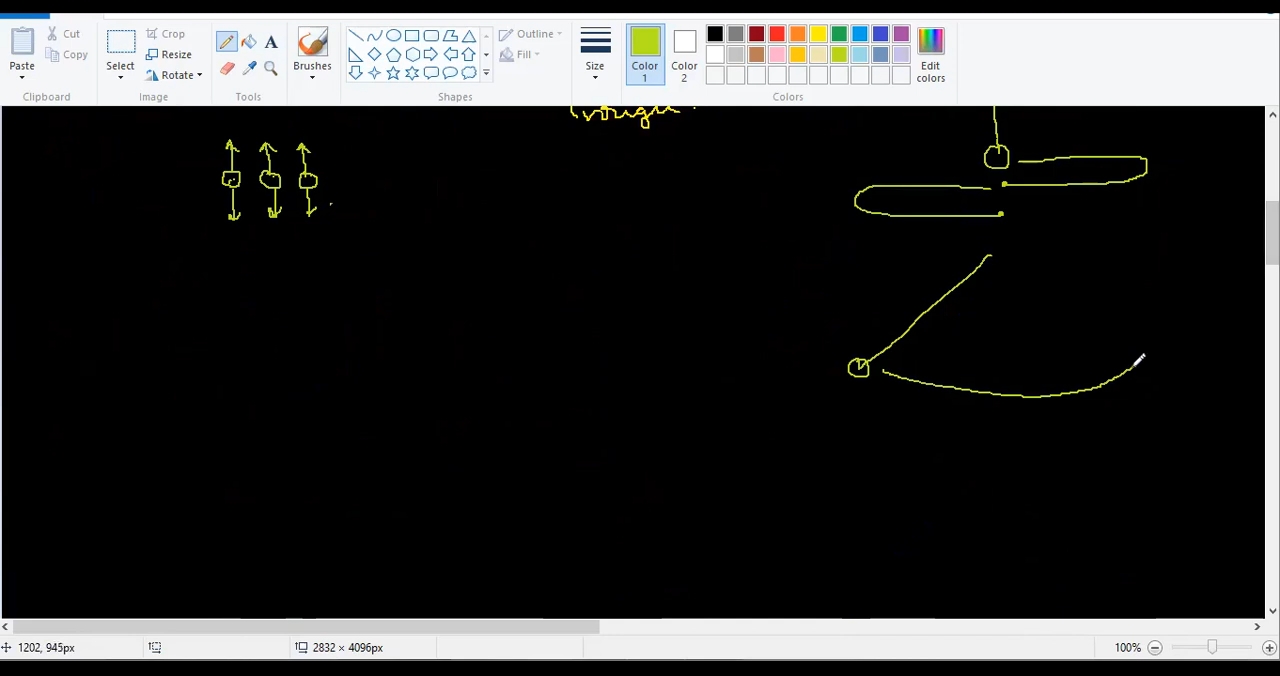 Cut
Copy
Paste
Clipboard
Select
Crop
Resize
Rotate
Image
A
Tools
Brushes
Shapes
Outline
Fill
Size
Color
1
Color
2
Edit
colors
Colors
1202, 945px
2832 × 4096px
100%